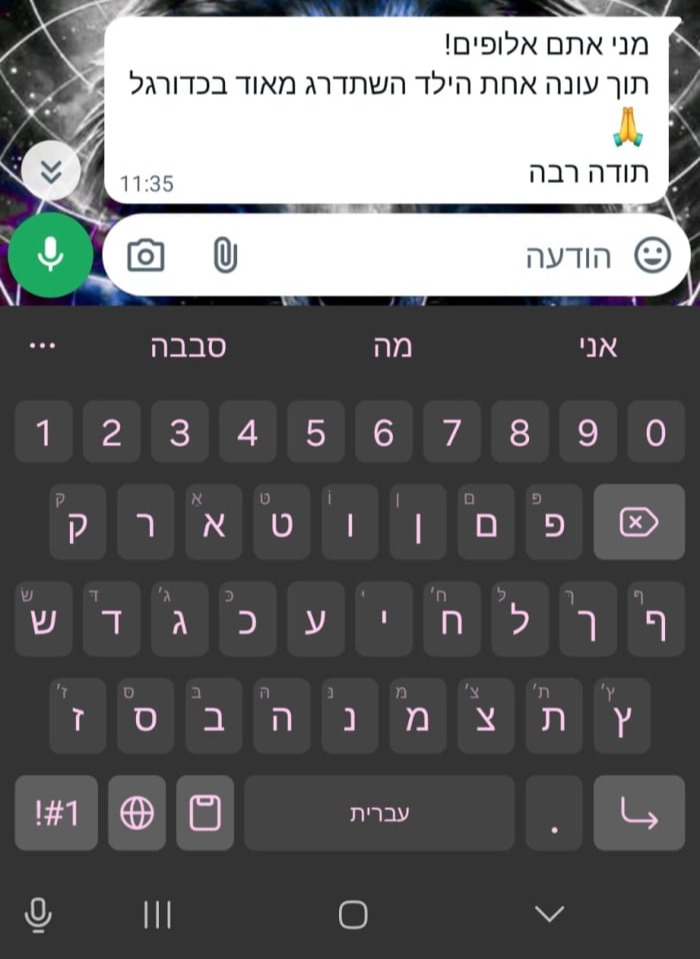 מני אתם אלופים!
תוך עונה אחת הילד השתדרג מאוד בכדורגל
🙏
תודה רבה
11:35
הודעה
אני מה סבבה ...
1 2 3 4 5 6 7 8 9 0
ק ר א ט ו ן ם פ
ש ד ג כ ע י ח ל ך ף
ז ס ב ה נ מ צ ת ץ
!#1 עברית .